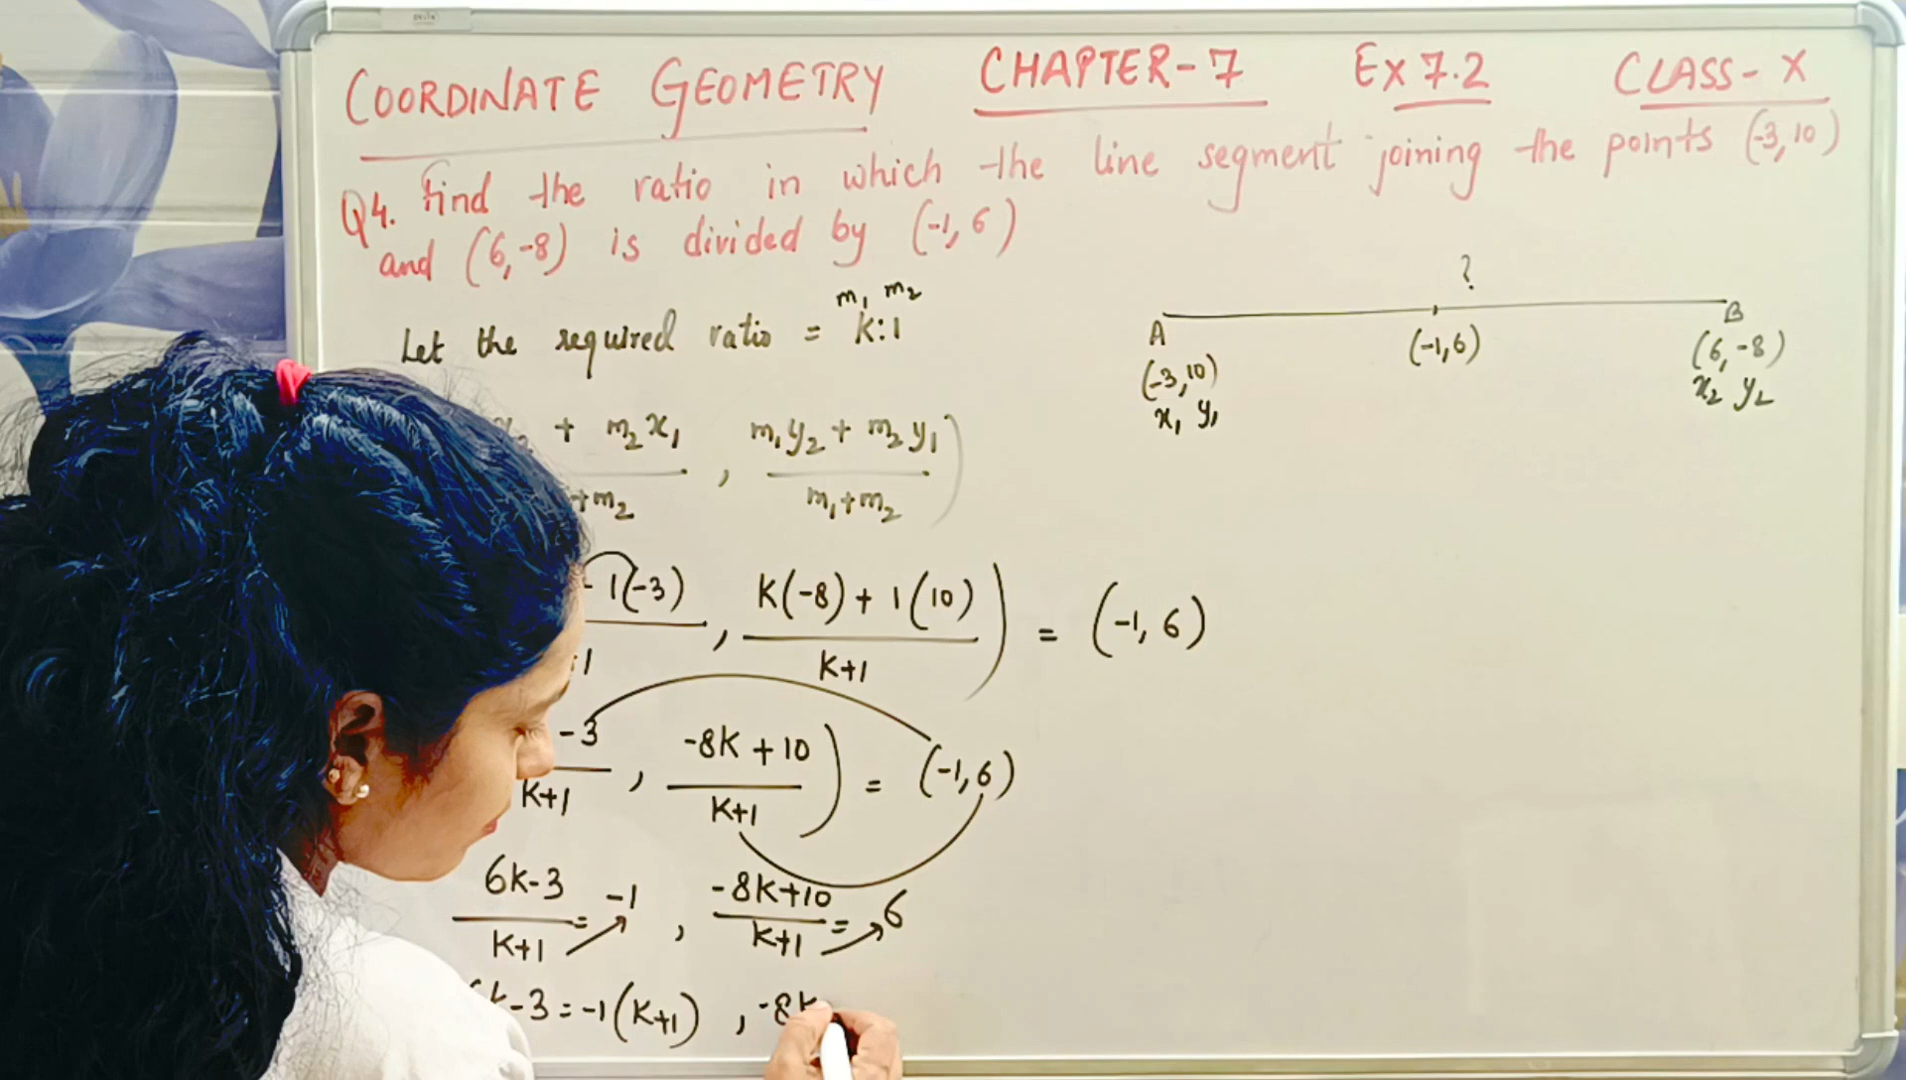 COORDINATE GEOMETRY CHAPTER-7 Ex 7.2 CLASS-X
Q4. Find the ratio in which the line segment joining the points (-3,10)
and (6,-8) is divided by (-1,6)
?
m₁ m₂
Let the required ratio = k:1
A (-1,6) B
(-3,10) (6,-8)
x₁ y₁ x₂ y₂
+ m₂x₁ , m₁y₂ + m₂y₁)
+m₂ m₁+m₂
1(-3) , K(-8) + 1(10) ) = (-1, 6)
1 K+1
-3 , -8K + 10 ) = (-1,6)
K+1 K+1
6K-3 = -1 , -8K+10 = 6
K+1 K+1
k-3 = -1(K+1) , -8K